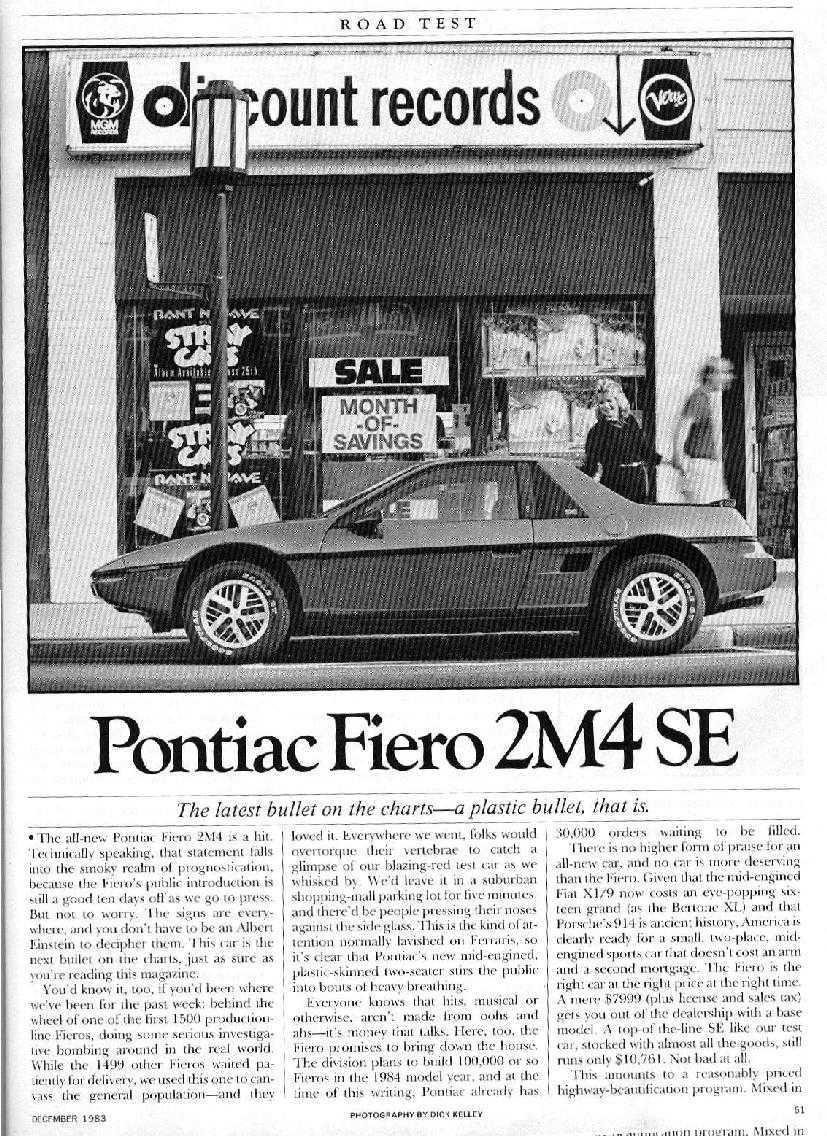 ROAD TEST
MGM
RECORDS
discount records
Verve
RANT N' RAVE
STRAY
CATS
SALE
MONTH
-OF-
SAVINGS
STRAY
CATS
RANT N' RAVE
Pontiac Fiero 2M4 SE
The latest bullet on the charts—a plastic bullet, that is.
• The all-new Pontiac Fiero 2M4 is a hit.
Technically speaking, that statement falls
into the smoky realm of prognostication,
because the Fiero's public introduction is
still a good ten days off as we go to press.
But not to worry. The signs are every-
where, and you don't have to be an Albert
Einstein to decipher them. This car is the
next bullet on the charts, just as sure as
you're reading this magazine.
You'd know it, too, if you'd been where
we've been for the past week: behind the
wheel of one of the first 1500 production-
line Fieros, doing some serious investiga-
tive bombing around in the real world.
While the 1499 other Fieros waited pa-
tiently for delivery, we used this one to can-
vass the general population—and they
loved it. Everywhere we went, folks would
overtorque their vertebrae to catch a
glimpse of our blazing-red test car as we
whisked by. We'd leave it in a suburban
shopping-mall parking lot for five minutes,
and there'd be people pressing their noses
against the side glass. This is the kind of at-
tention normally lavished on Ferraris, so
it's clear that Pontiac's new mid-engined,
plastic-skinned two-seater stirs the public
into bouts of heavy breathing.
Everyone knows that hits, musical or
otherwise, aren't made from oohs and
ahs—it's money that talks. Here, too, the
Fiero promises to bring down the house.
The division plans to build 100,000 or so
Fieros in the 1984 model year, and at the
time of this writing, Pontiac already has
30,000 orders waiting to be filled.
There is no higher form of praise for an
all-new car, and no car is more deserving
than the Fiero. Given that the mid-engined
Fiat X1/9 now costs an eye-popping six-
teen grand (as the Bertone XL) and that
Porsche's 914 is ancient history, America is
clearly ready for a small, two-place, mid-
engined sports car that doesn't cost an arm
and a second mortgage. The Fiero is the
right car at the right price at the right time.
A mere $7999 (plus license and sales tax)
gets you out of the dealership with a base
model. A top-of-the-line SE like our test
car, stocked with almost all the goods, still
runs only $10,761. Not bad at all.
This amounts to a reasonably priced
highway-beautification program. Mixed in
DECEMBER 1983
PHOTOGRAPHY BY DICK KELLEY
51
program. Mixed in